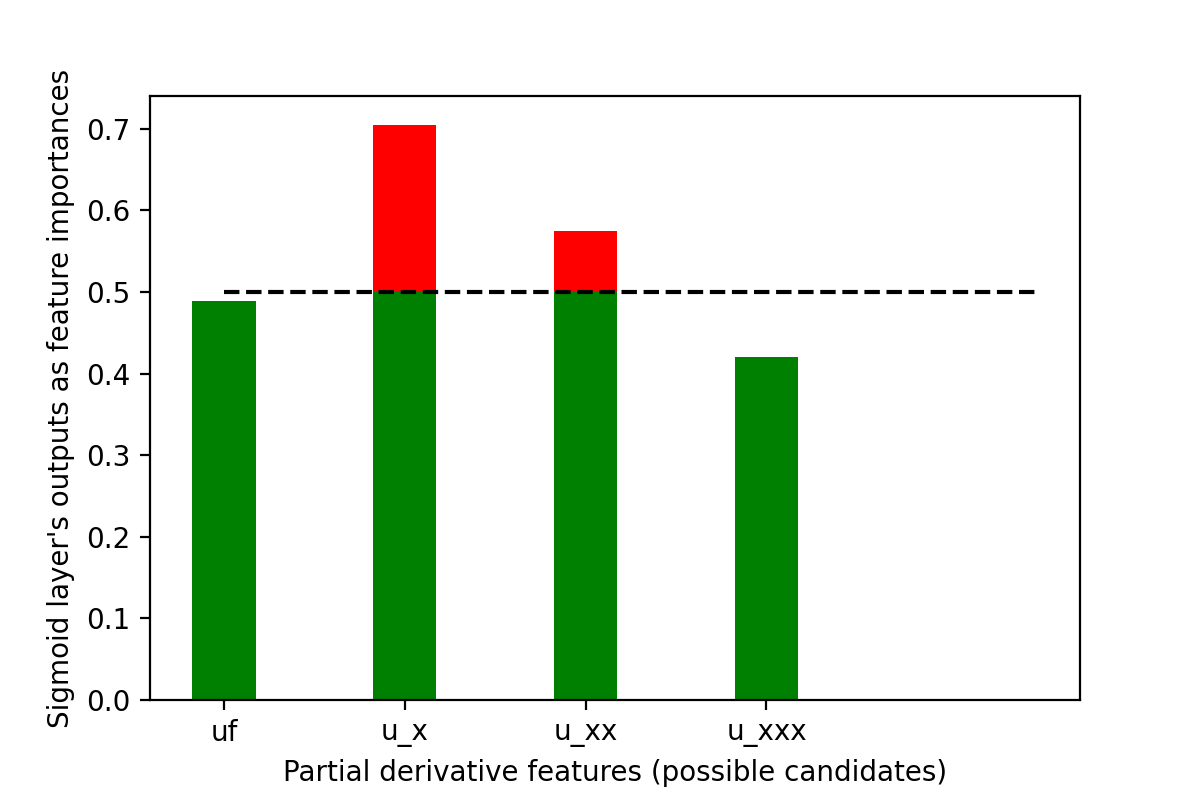 Sigmoid layer's outputs as feature importances
0.7
0.6
0.5
0.4
0.3
0.2
0.1
0.0
uf u_x u_xx u_xxx
Partial derivative features (possible candidates)